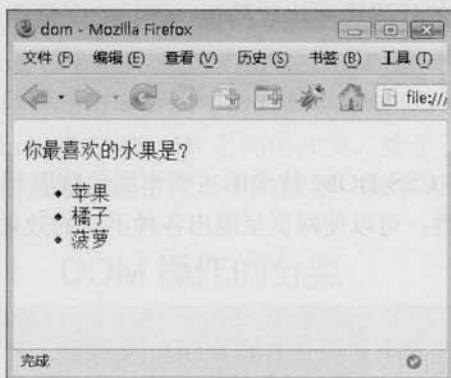 dom - Mozilla Firefox
文件 (F) 编辑 (E) 查看 (V) 历史 (S) 书签 (B) 工具 (T)
file://
你最喜欢的水果是?
• 苹果
• 橘子
• 菠萝
完成